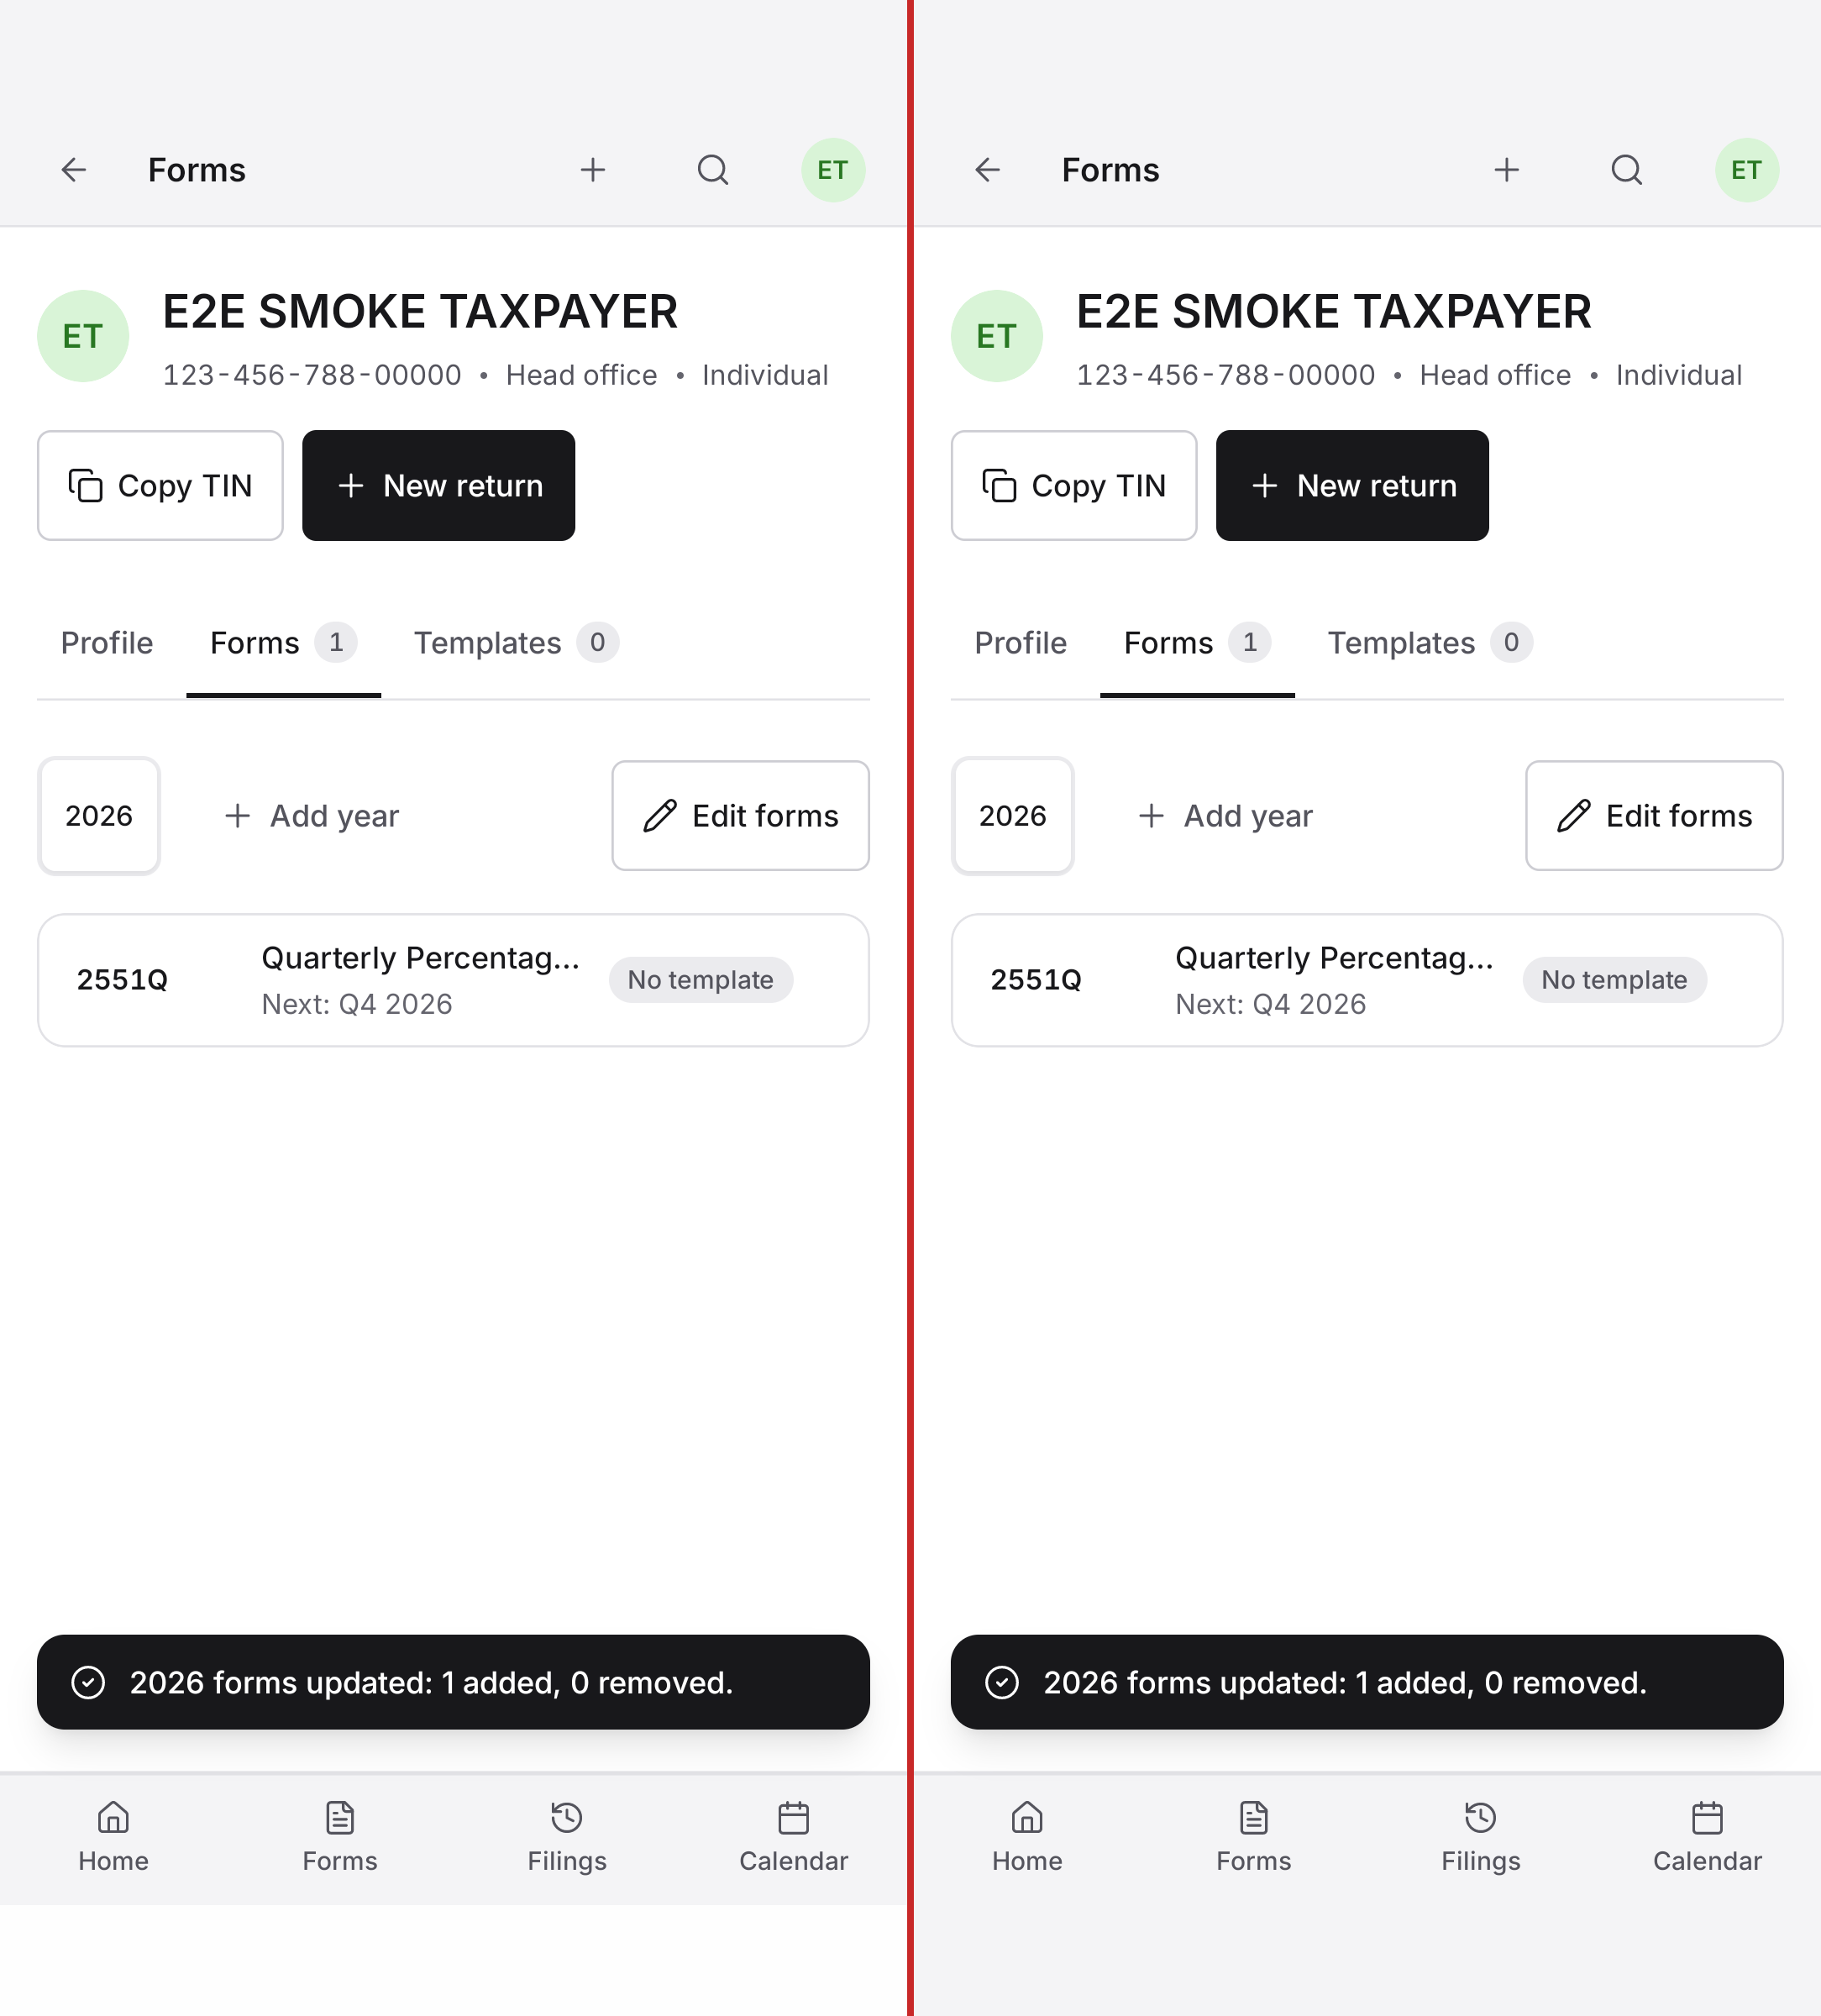 Forms
ET
ET
E2E SMOKE TAXPAYER
123-456-788-00000 • Head office • Individual
Copy TIN
New return
Profile
Forms 1
Templates 0
2026
Add year
Edit forms
2551Q
Quarterly Percentag...
Next: Q4 2026
No template
2026 forms updated: 1 added, 0 removed.
Home
Forms
Filings
Calendar
Forms
ET
ET
E2E SMOKE TAXPAYER
123-456-788-00000 • Head office • Individual
Copy TIN
New return
Profile
Forms 1
Templates 0
2026
Add year
Edit forms
2551Q
Quarterly Percentag...
Next: Q4 2026
No template
2026 forms updated: 1 added, 0 removed.
Home
Forms
Filings
Calendar